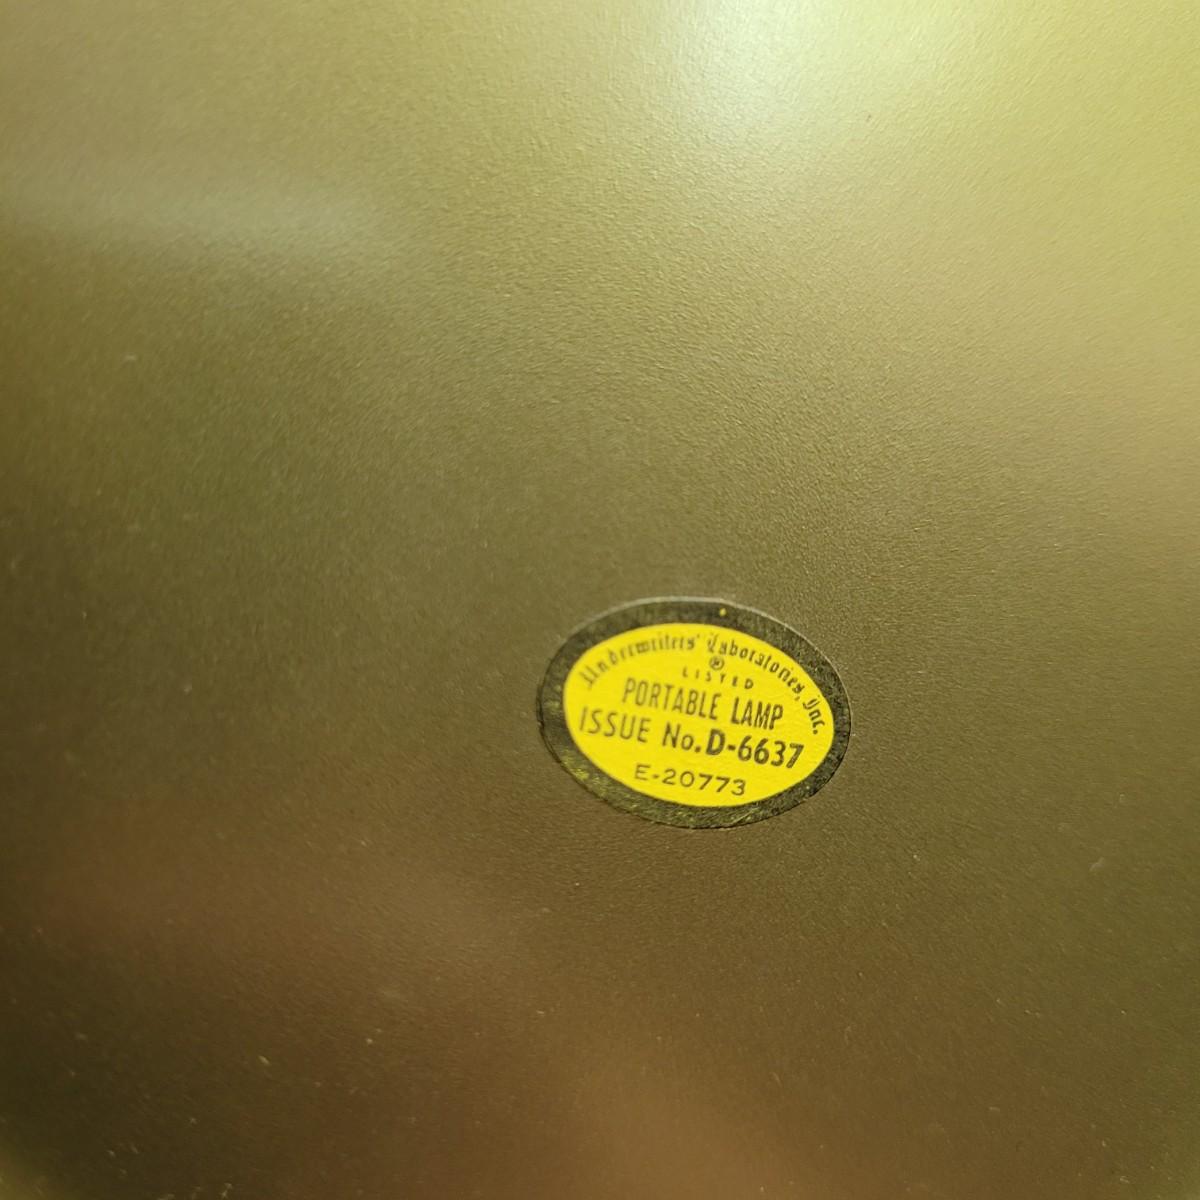 Underwriters' Laboratories, Inc.
®
LISTED
PORTABLE LAMP
ISSUE No. D-6637
E-20773